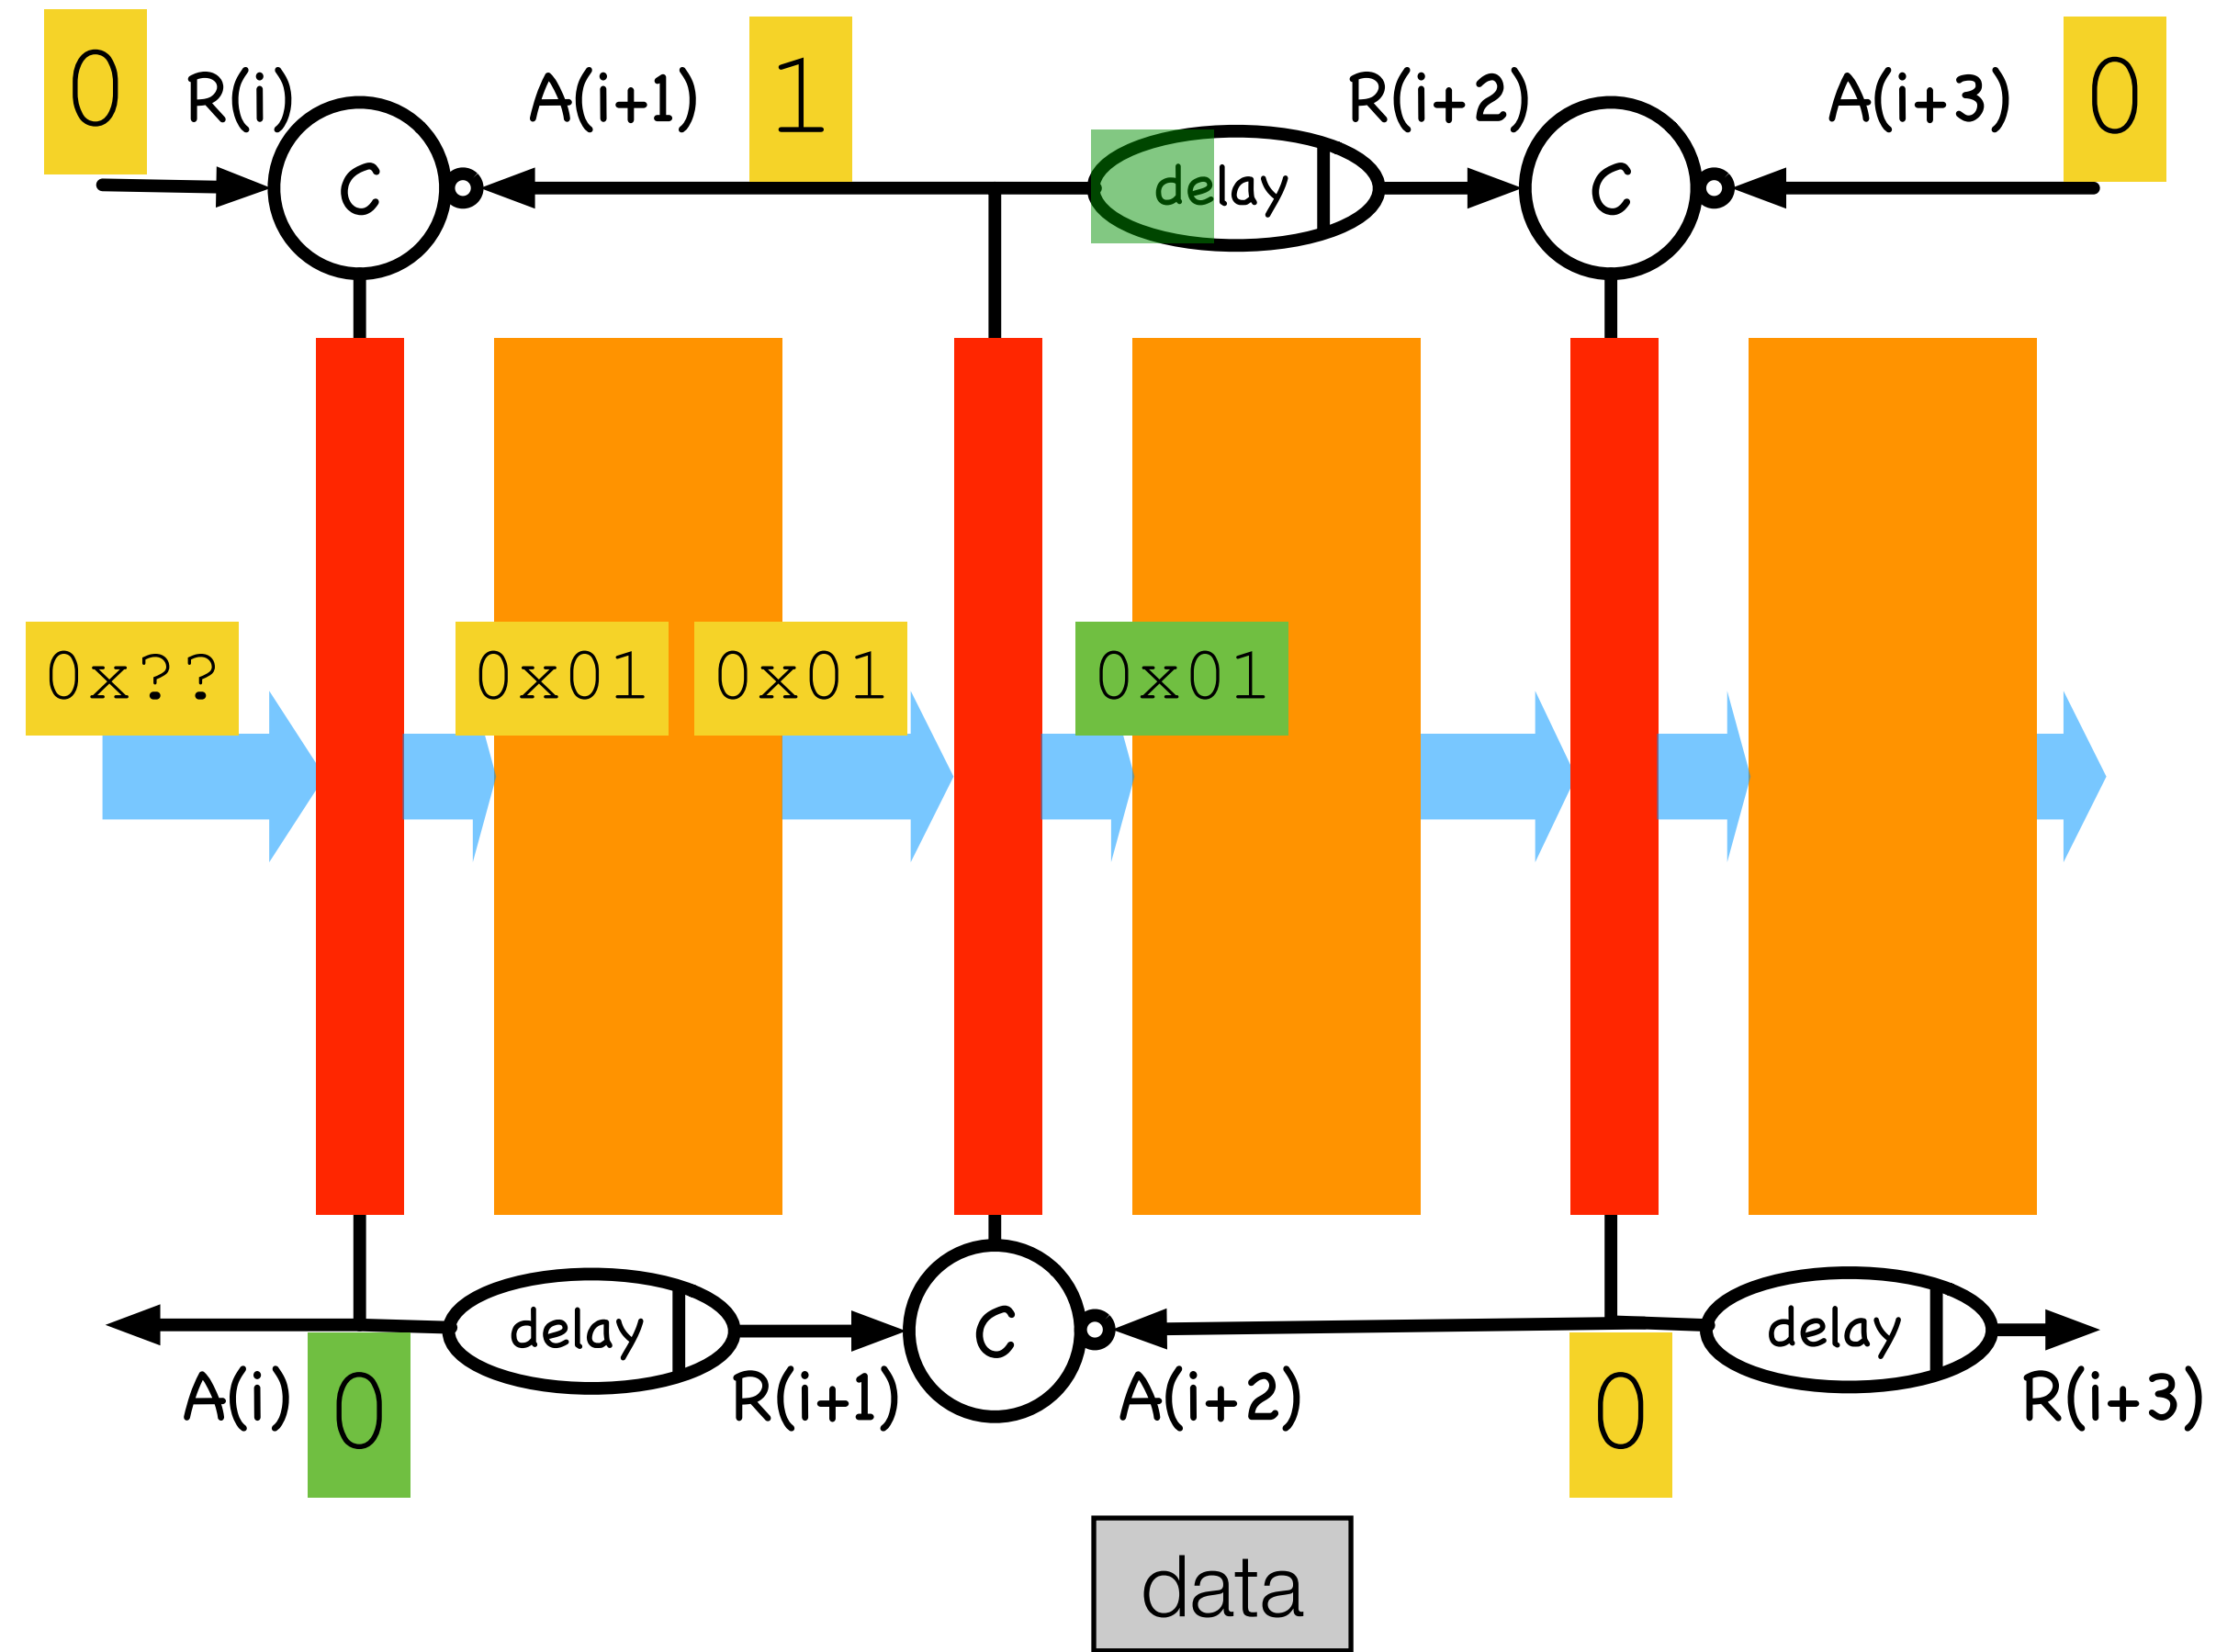 0 R(i) A(i+1) 1 R(i+2) A(i+3) 0
C delay C
0x?? 0x01 0x01 0x01
delay C delay
A(i) 0 R(i+1) A(i+2) 0 R(i+3)
data